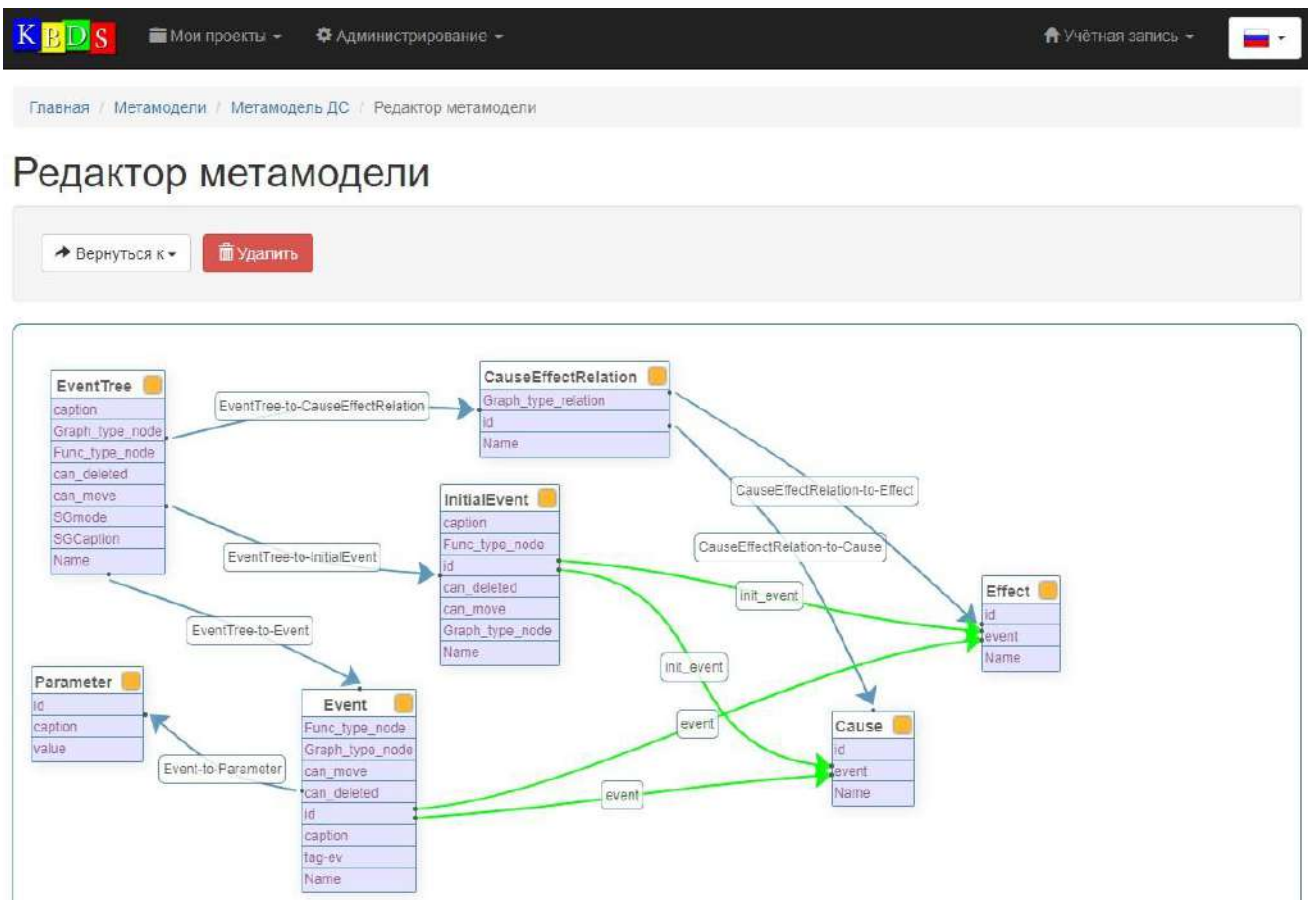 KBDS Мои проекты Администрирование Учётная запись
Главная / Метамодели / Метамодель ДС / Редактор метамодели
Редактор метамодели
Вернуться к Удалить
EventTree
caption
Graph_type_node
Func_type_node
can_deleted
can_move
SGmode
SGCaption
Name
EventTree-to-CauseEffectRelation
CauseEffectRelation
Graph_type_relation
id
Name
EventTree-to-InitialEvent
InitialEvent
caption
Func_type_node
id
can_deleted
can_move
Graph_type_node
Name
CauseEffectRelation-to-Effect
CauseEffectRelation-to-Cause
init_event
Effect
id
event
Name
EventTree-to-Event
init_event
Parameter
id
caption
value
Event-to-Parameter
Event
Func_type_node
Graph_type_node
can_move
can_deleted
id
caption
tag-ev
Name
event
event
Cause
id
event
Name